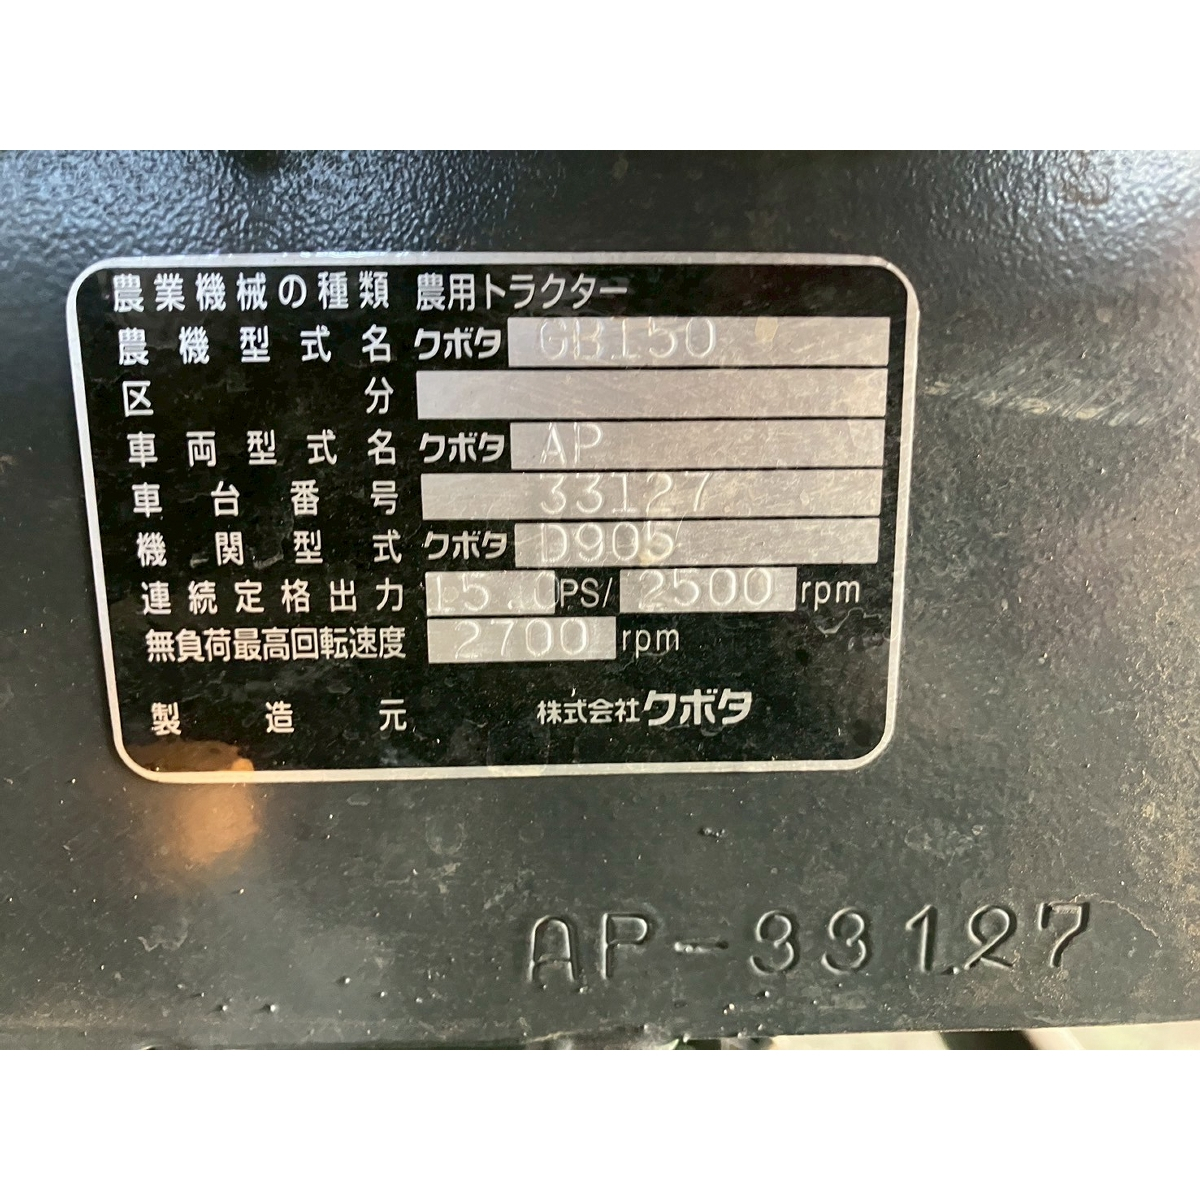 農業機械の種類 農用トラクター
農機型式名 クボタ GB150
区分
車両型式名 クボタ AP
車台番号 33127
機関型式 クボタ D905
連続定格出力 15.0PS/2500rpm
無負荷最高回転速度 2700rpm
製造元 株式会社クボタ
AP-33127